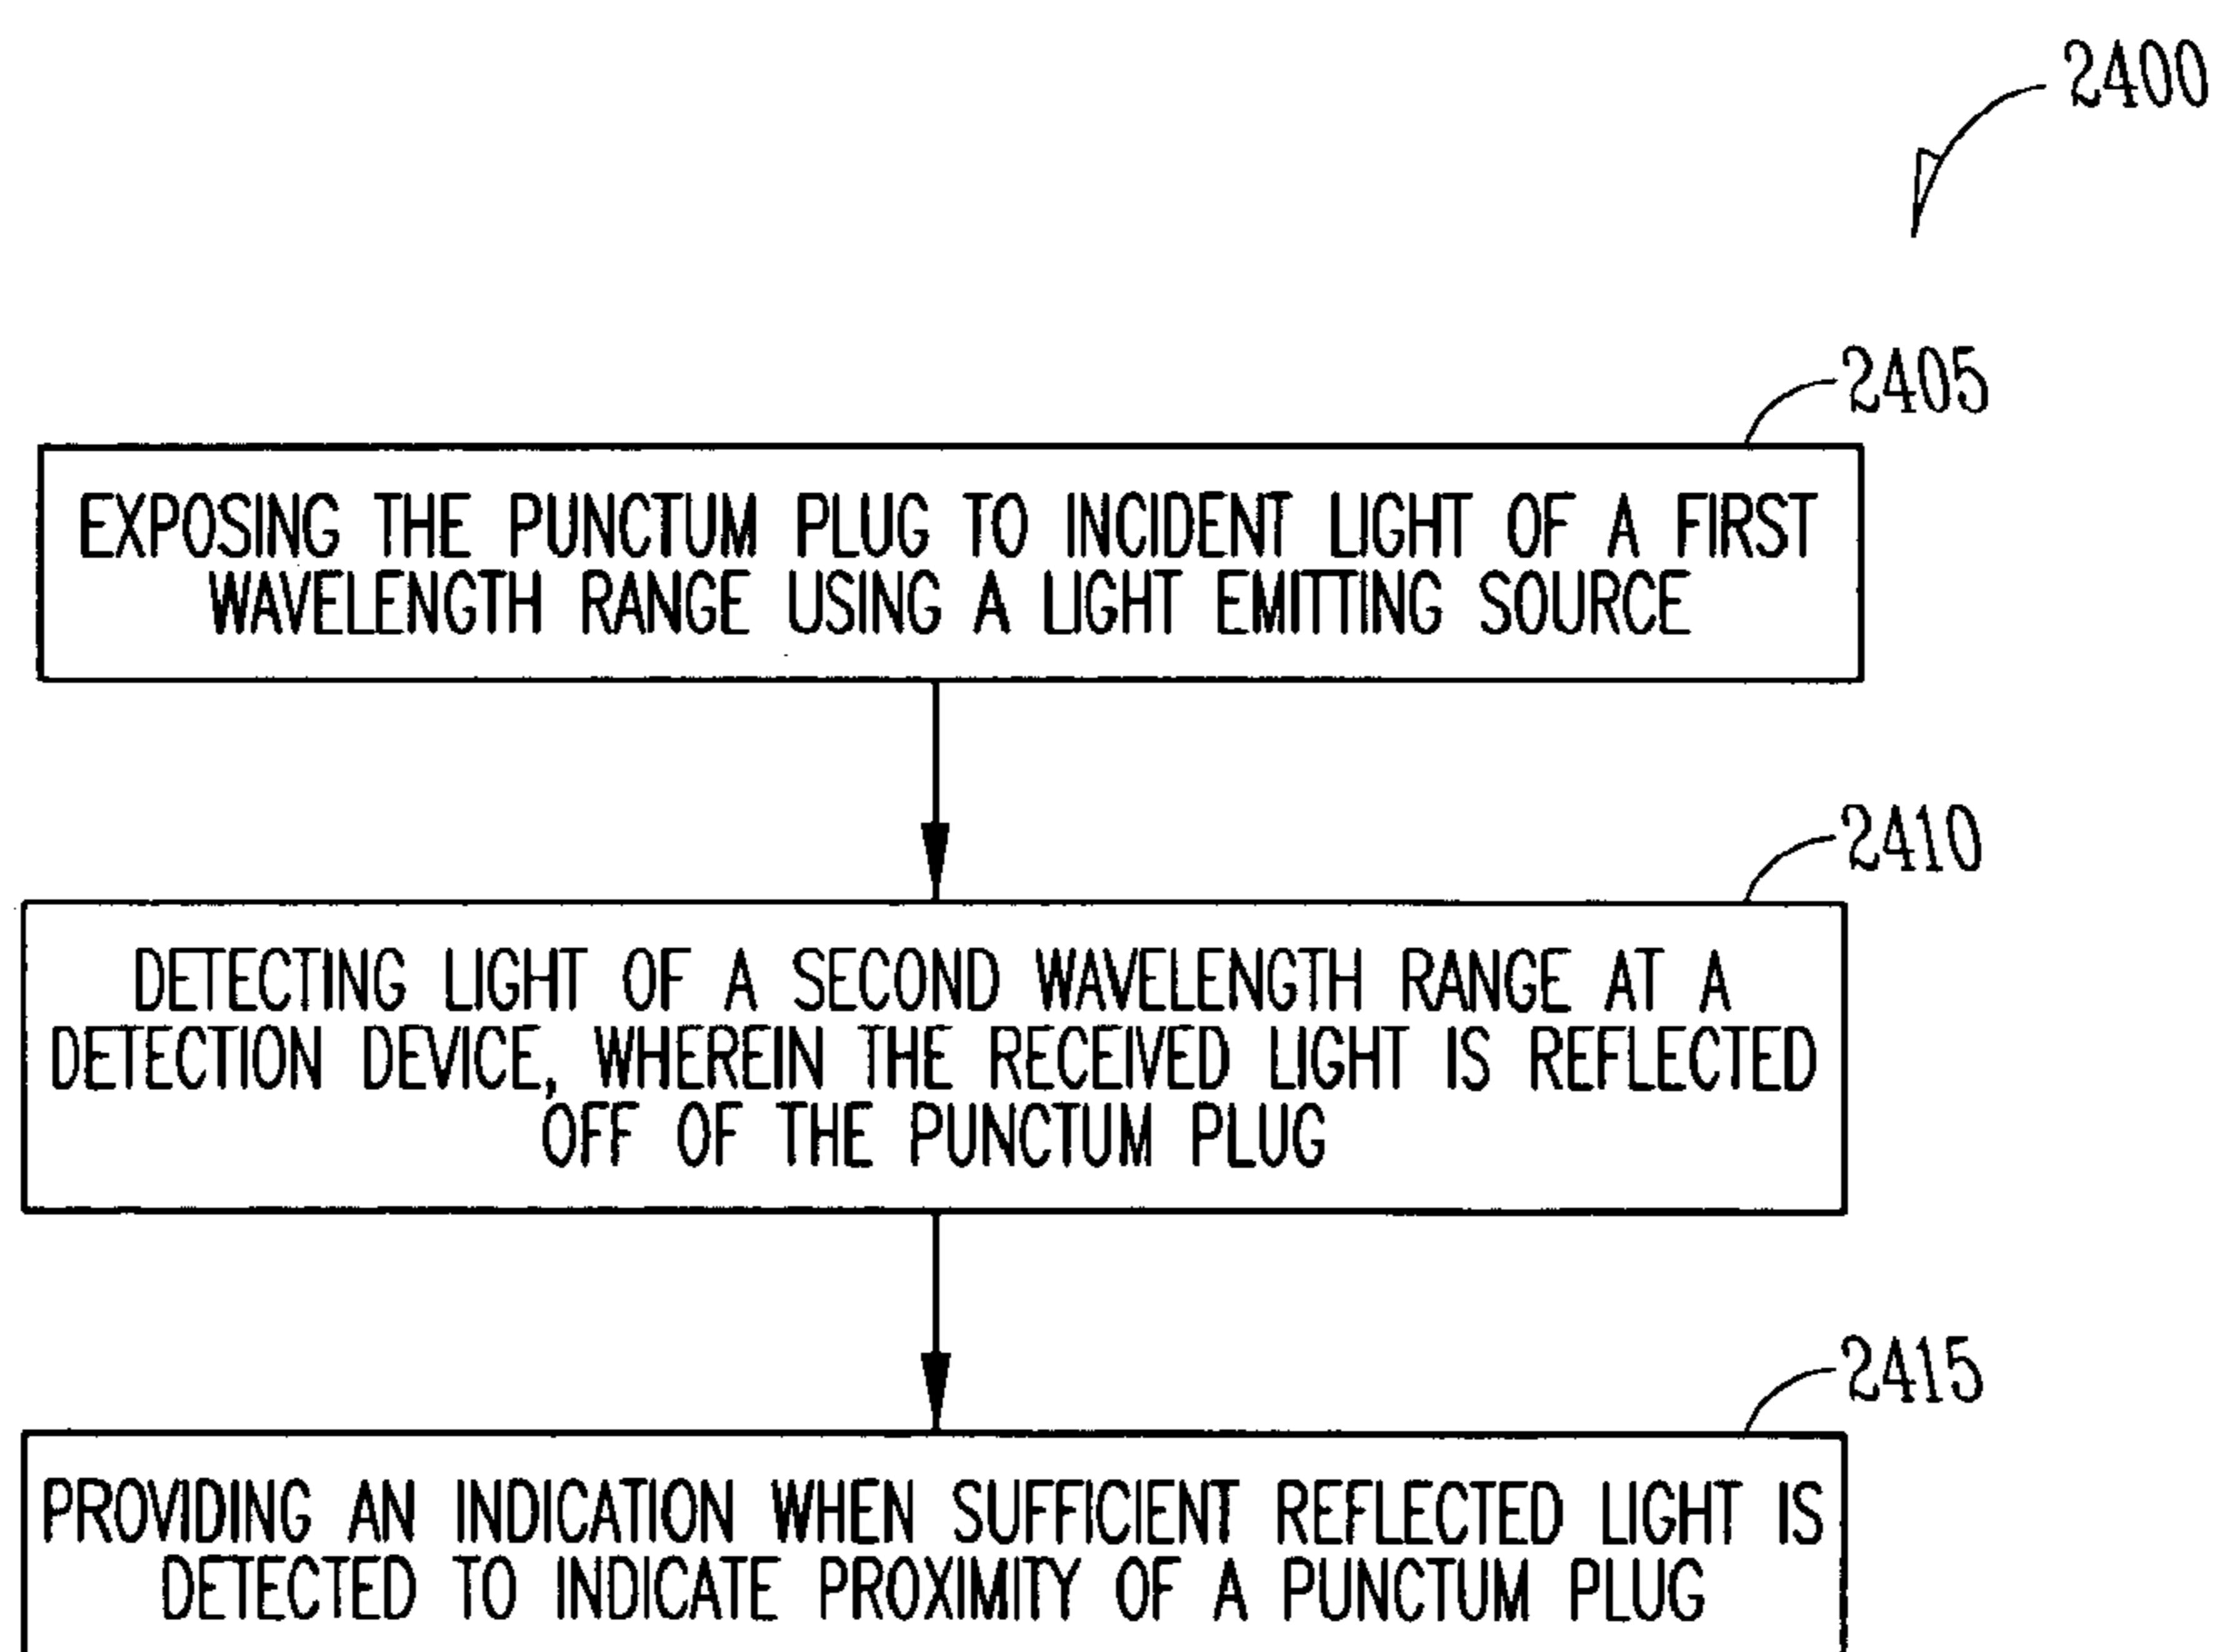 2400
2405
EXPOSING THE PUNCTUM PLUG TO INCIDENT LIGHT OF A FIRST
WAVELENGTH RANGE USING A LIGHT EMITTING SOURCE
2410
DETECTING LIGHT OF A SECOND WAVELENGTH RANGE AT A
DETECTION DEVICE, WHEREIN THE RECEIVED LIGHT IS REFLECTED
OFF OF THE PUNCTUM PLUG
2415
PROVIDING AN INDICATION WHEN SUFFICIENT REFLECTED LIGHT IS
DETECTED TO INDICATE PROXIMITY OF A PUNCTUM PLUG